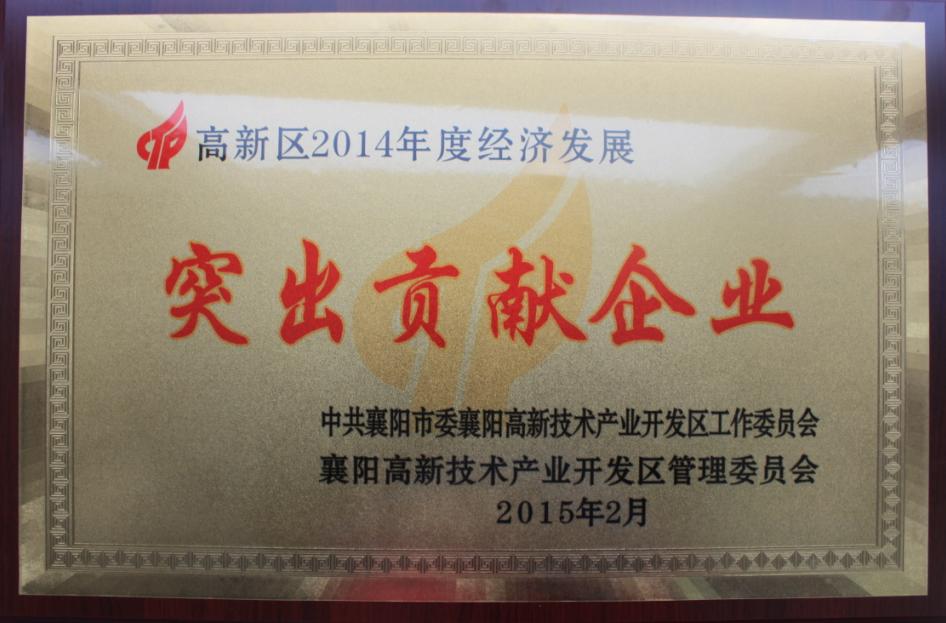 高新区2014年度经济发展
突出贡献企业
中共襄阳市委襄阳高新技术产业开发区工作委员会
襄阳高新技术产业开发区管理委员会
2015年2月